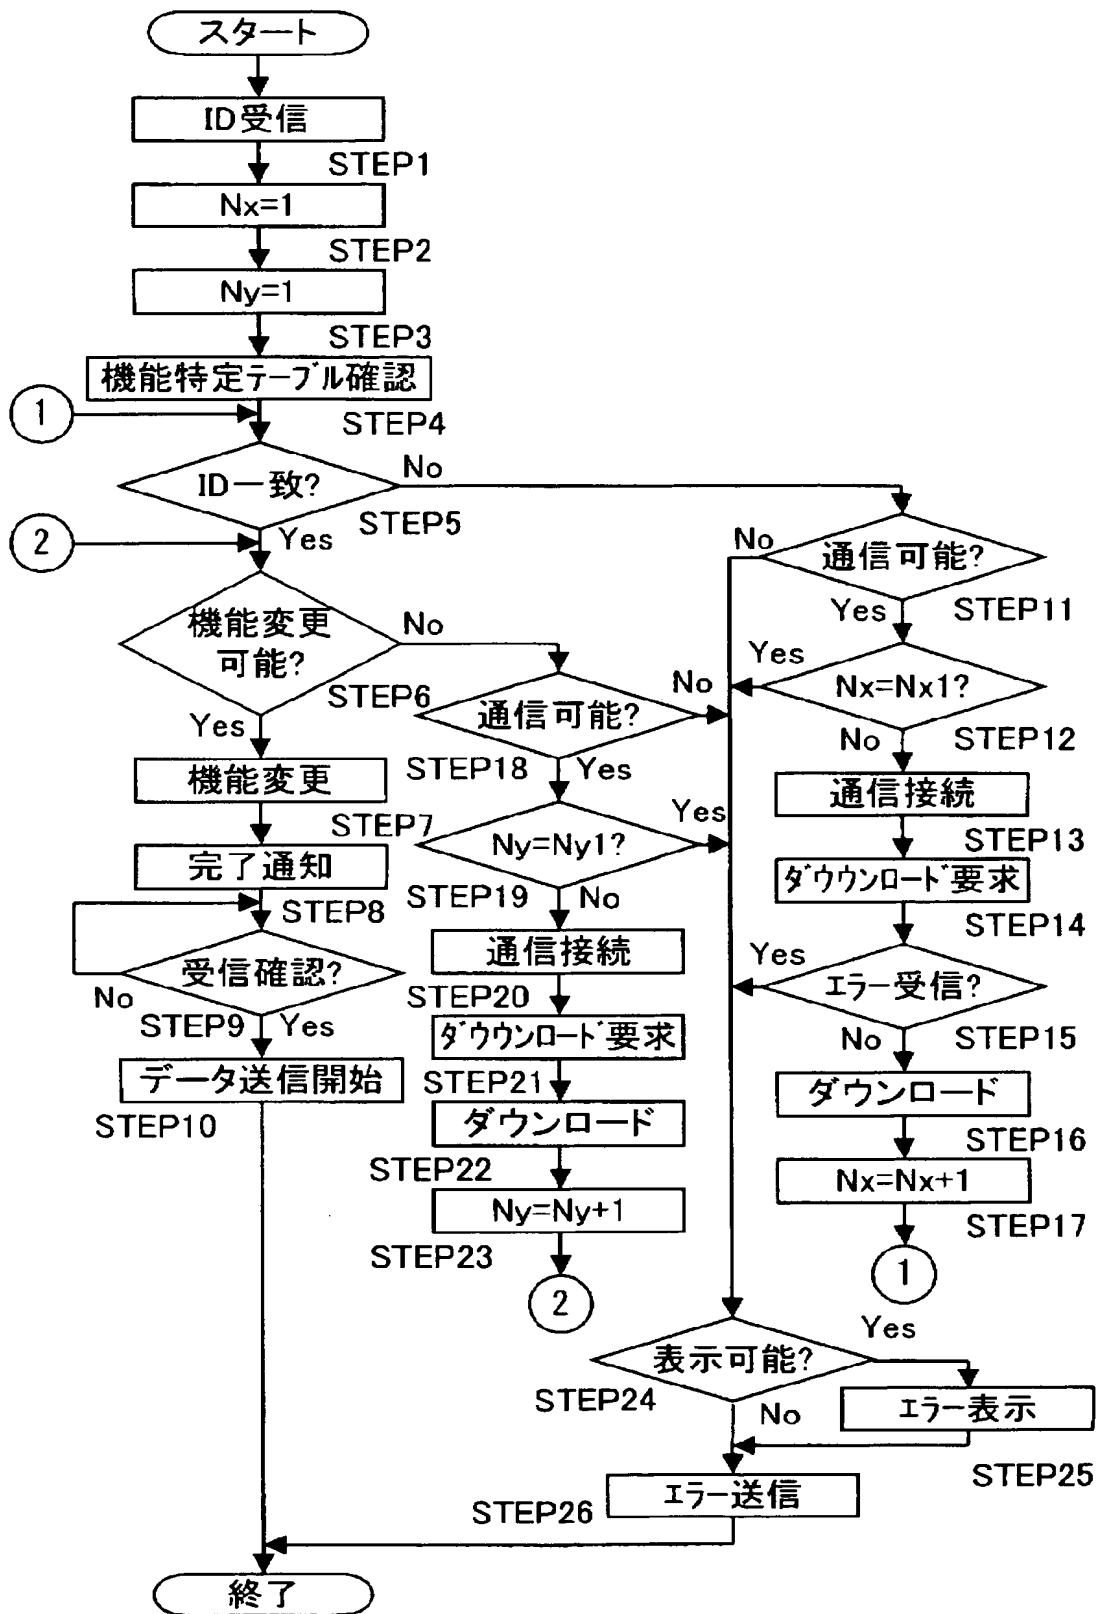 スタート
ID受信
STEP1
Nx=1
STEP2
Ny=1
STEP3
機能特定テーブル確認
STEP4
1
ID一致?
No
STEP5
Yes
2
機能変更
可能?
No
STEP6
Yes
機能変更
STEP7
完了通知
STEP8
受信確認?
No
STEP9
Yes
データ送信開始
STEP10
通信可能?
No
Yes
STEP11
Nx=Nx1?
Yes
No
STEP12
通信接続
STEP13
ダウウンロード要求
STEP14
エラー受信?
Yes
No
STEP15
ダウンロード
STEP16
Nx=Nx+1
STEP17
1
通信可能?
No
STEP18
Yes
Ny=Ny1?
Yes
STEP19
No
通信接続
STEP20
ダウウンロード要求
STEP21
ダウンロード
STEP22
Ny=Ny+1
STEP23
2
表示可能?
Yes
STEP24
No
エラー表示
STEP25
エラー送信
STEP26
終了